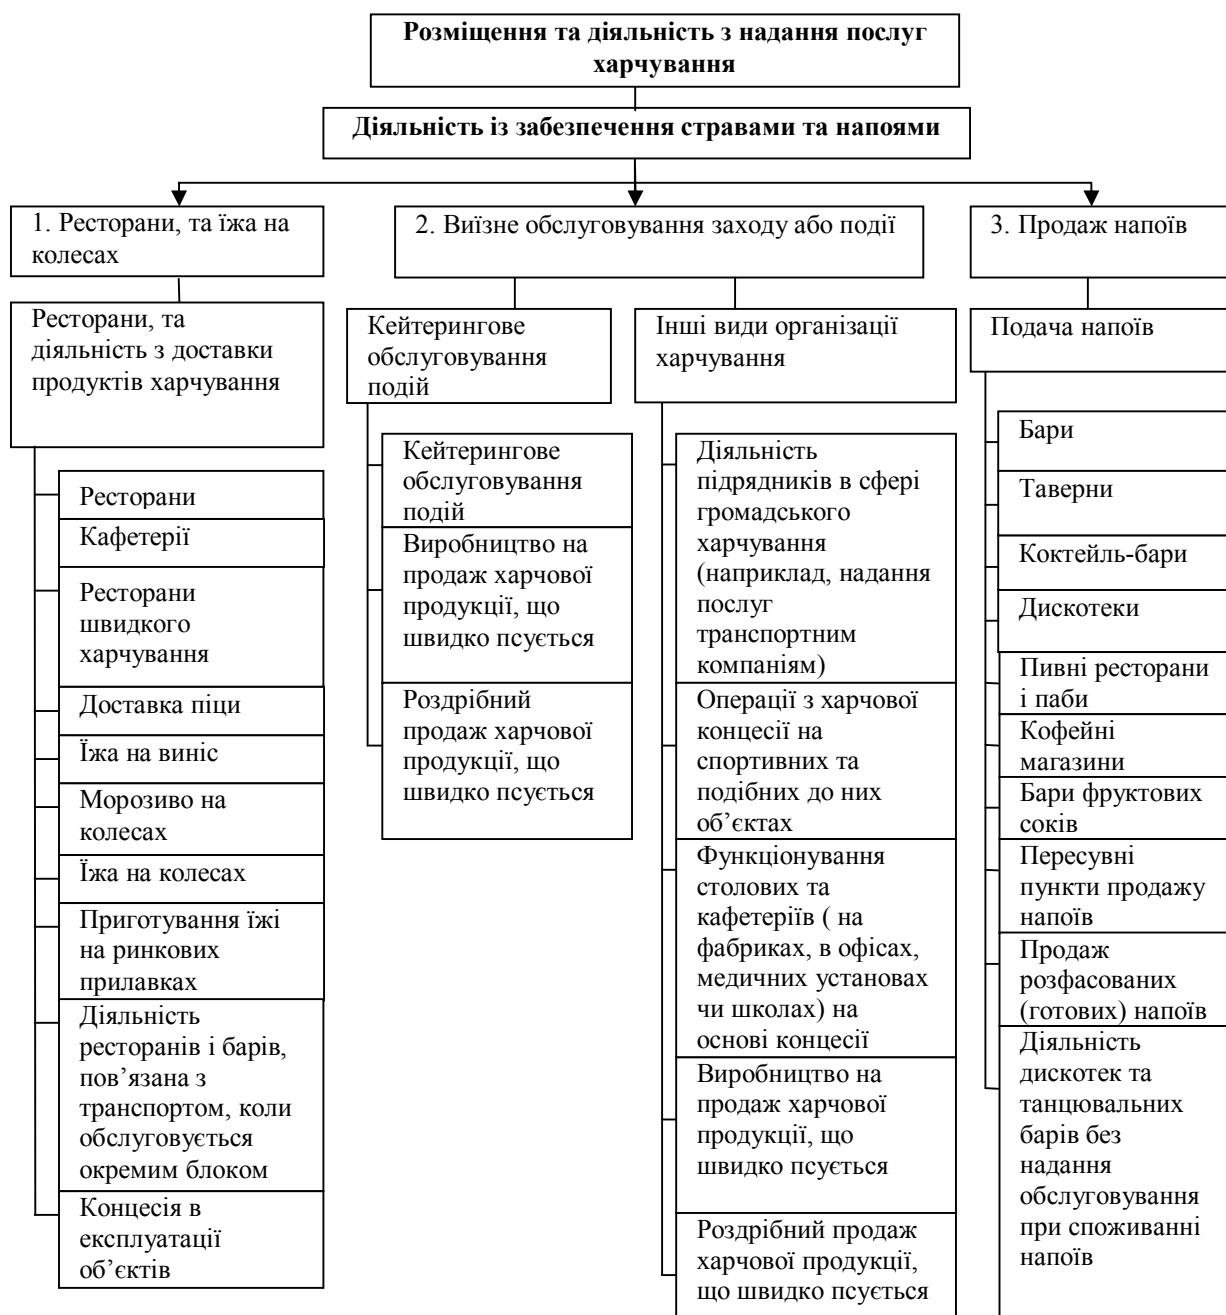 Розміщення та діяльність з надання послуг
харчування
Діяльність із забезпечення стравами та напоями
1. Ресторани, та їжа на
колесах
2. Виїзне обслуговування заходу або події
3. Продаж напоїв
Ресторани, та
діяльність з доставки
продуктів харчування
Кейтерингове
обслуговування
подій
Інші види організації
харчування
Подача напоїв
Ресторани
Кафетерії
Ресторани
швидкого
харчування
Доставка піци
Їжа на виніс
Морозиво на
колесах
Їжа на колесах
Приготування їжі
на ринкових
прилавках
Діяльність
ресторанів і барів,
пов’язана з
транспортом, коли
обслуговується
окремим блоком
Концесія в
експлуатації
об’єктів
Кейтерингове
обслуговування
подій
Виробництво на
продаж харчової
продукції, що
швидко псується
Роздрібний
продаж харчової
продукції, що
швидко псується
Діяльність
підрядників в сфері
громадського
харчування
(наприклад, надання
послуг
транспортним
компаніям)
Операції з харчової
концесії на
спортивних та
подібних до них
об’єктах
Функціонування
столових та
кафетеріїв ( на
фабриках, в офісах,
медичних установах
чи школах) на
основі концесії
Виробництво на
продаж харчової
продукції, що
швидко псується
Роздрібний продаж
харчової продукції,
що швидко псується
Бари
Таверни
Коктейль-бари
Дискотеки
Пивні ресторани
і паби
Кофейні
магазини
Бари фруктових
соків
Пересувні
пункти продажу
напоїв
Продаж
розфасованих
(готових) напоїв
Діяльність
дискотек та
танцювальних
барів без
надання
обслуговування
при споживанні
напоїв